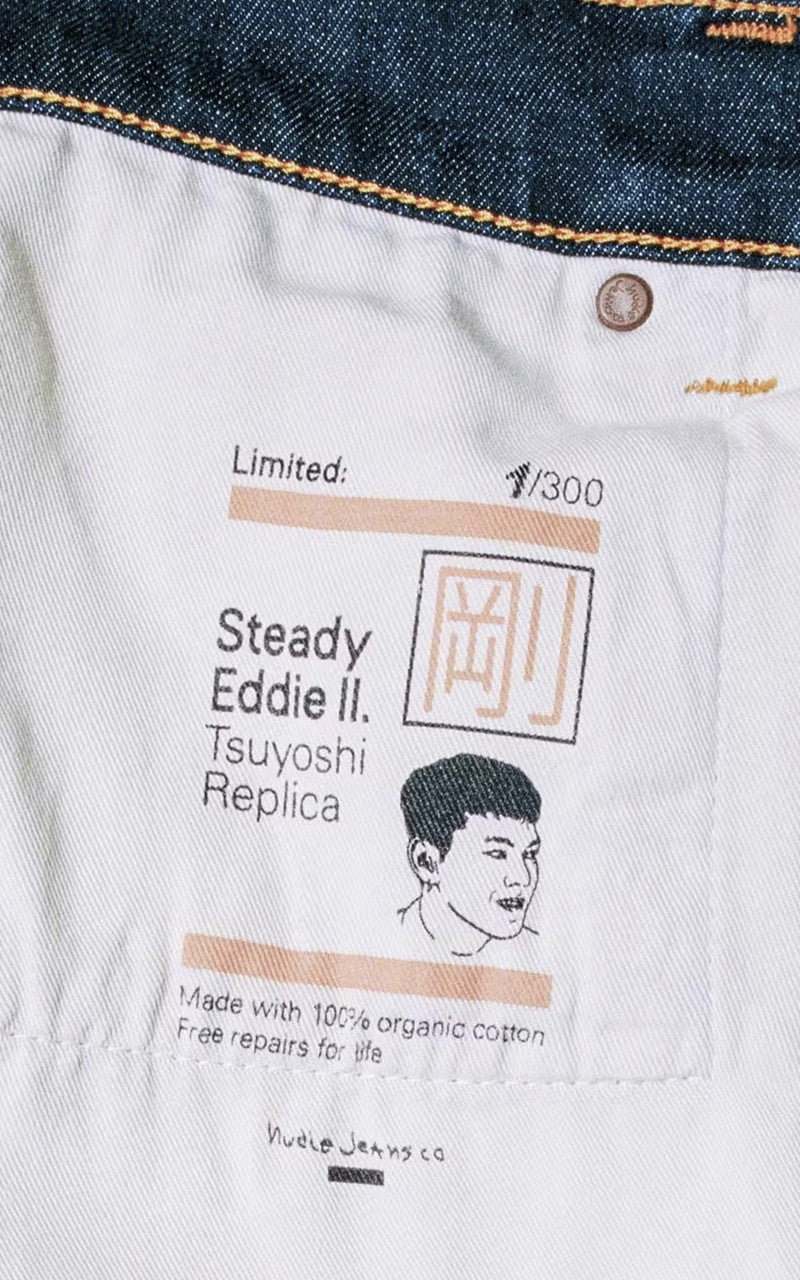 Limited: 1/300
剛
Steady
Eddie II.
Tsuyoshi
Replica
Made with 100% organic cotton
Free repairs for life
Nudie Jeans co